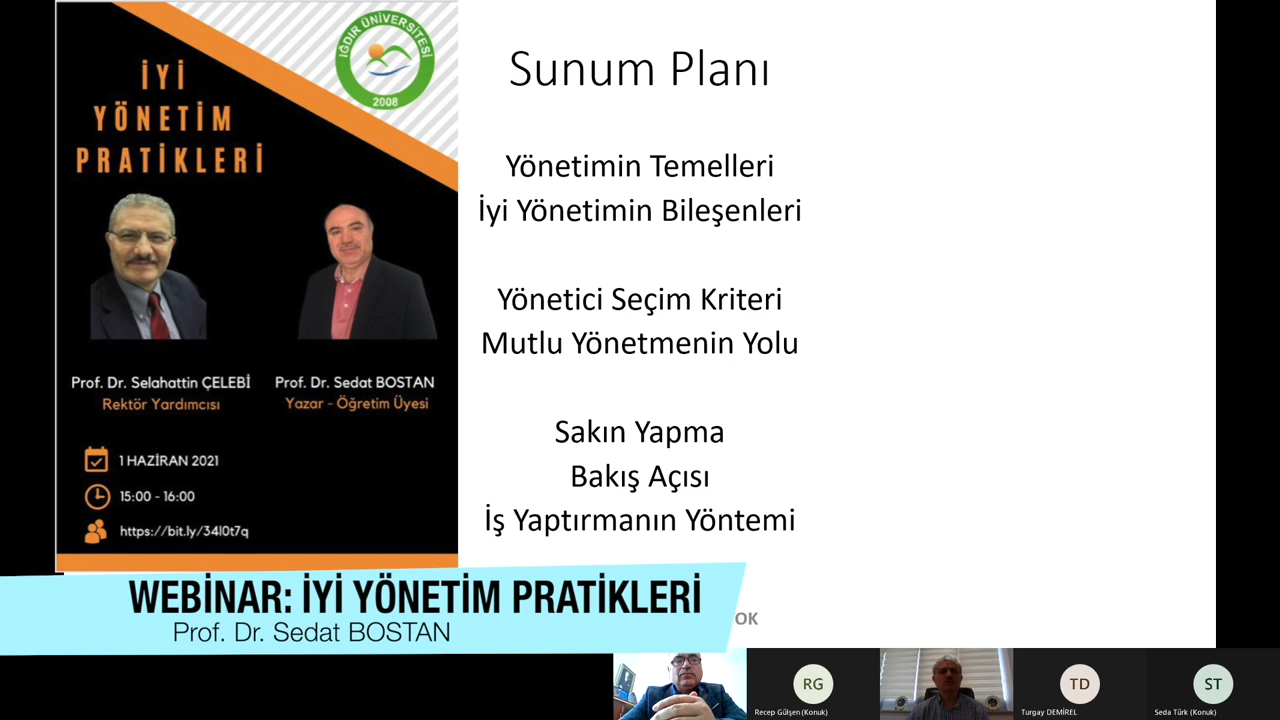 IĞDIR ÜNİVERSİTESİ
2008
İYİ
YÖNETİM
PRATİKLERİ
Prof. Dr. Selahattin ÇELEBİ
Rektör Yardımcısı
Prof. Dr. Sedat BOSTAN
Yazar - Öğretim Üyesi
1 HAZİRAN 2021
15:00 - 16:00
https://bit.ly/34l0t7q
Sunum Planı
Yönetimin Temelleri
İyi Yönetimin Bileşenleri
Yönetici Seçim Kriteri
Mutlu Yönetmenin Yolu
Sakın Yapma
Bakış Açısı
İş Yaptırmanın Yöntemi
OK
WEBİNAR: İYİ YÖNETİM PRATİKLERİ
Prof. Dr. Sedat BOSTAN
RG
Recep Gülşen (Konuk)
TD
Turgay DEMİREL
ST
Seda Türk (Konuk)